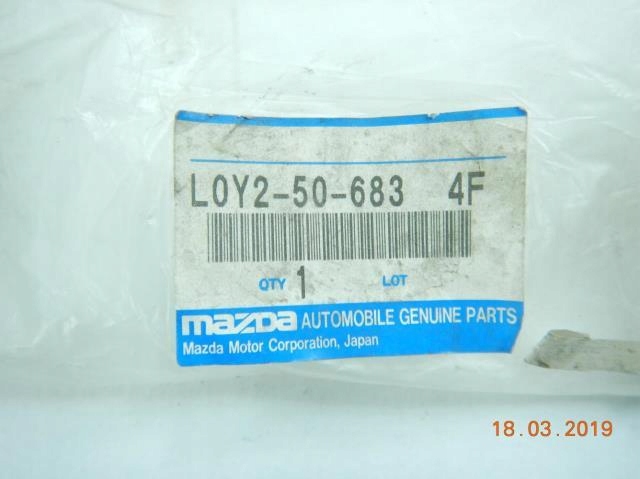 L0Y2-50-683 4F
QTY 1 LOT
mazda AUTOMOBILE GENUINE PARTS
Mazda Motor Corporation, Japan
18.03.2019